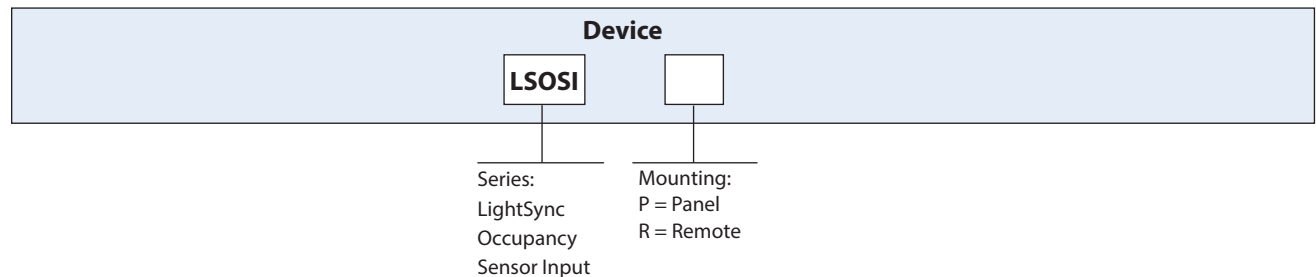 Device
LSOSI
Series:
LightSync
Occupancy
Sensor Input
Mounting:
P = Panel
R = Remote